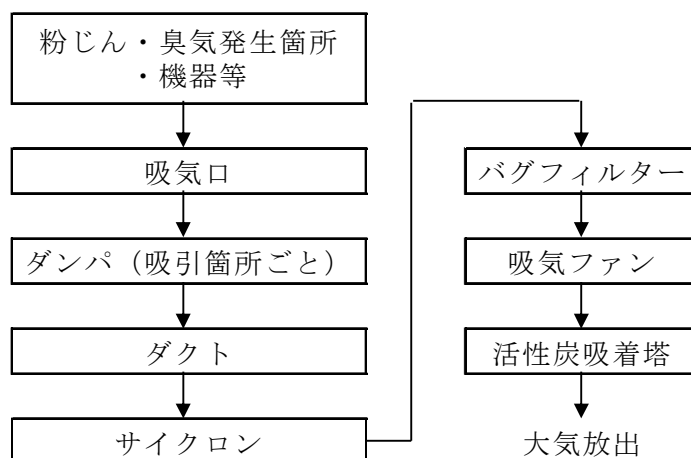 粉じん・臭気発生箇所
・機器等
吸気口
ダンパ（吸引箇所ごと）
ダクト
サイクロン
バグフィルター
吸気ファン
活性炭吸着塔
大気放出